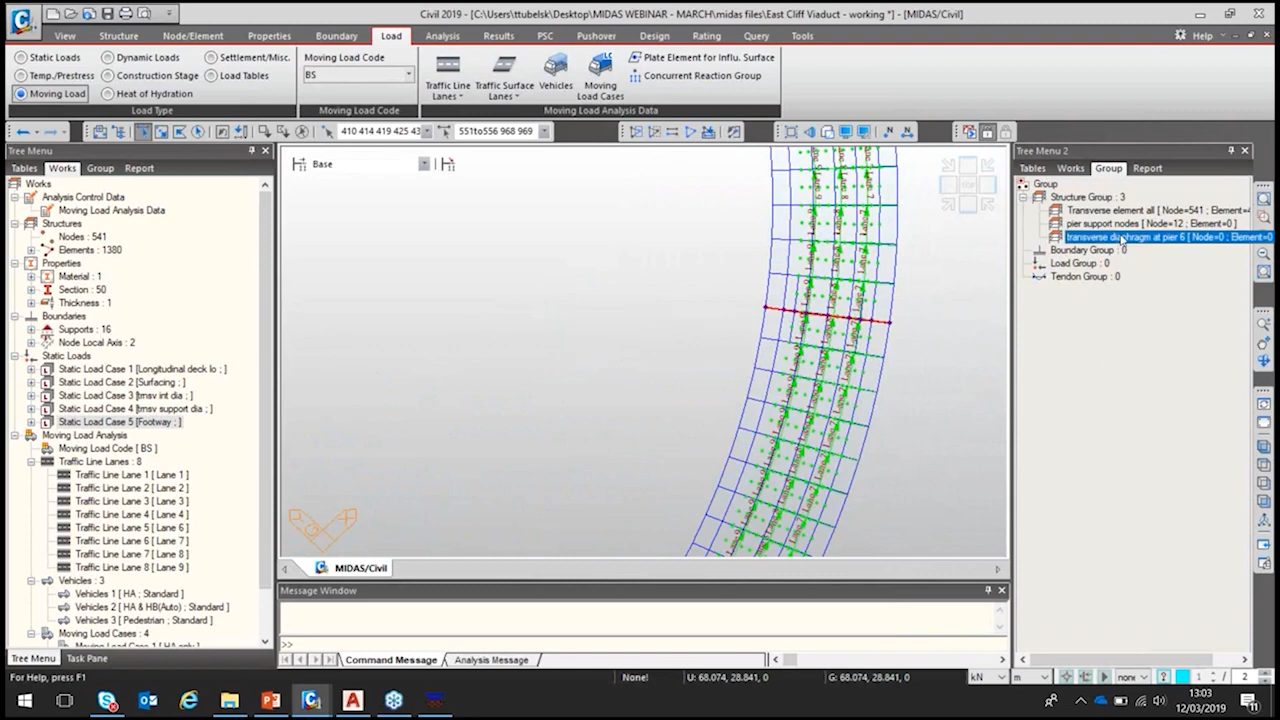 Civil 2019 - [C:\Users\ttubelsk\Desktop\MIDAS WEBINAR - MARCH\midas files\East Cliff Viaduct - working *] - [MIDAS/Civil]
View Structure Node/Element Properties Boundary Load Analysis Results PSC Pushover Design Rating Query Tools Help
Static Loads Dynamic Loads Settlement/Misc.
Temp./Prestress Construction Stage Load Tables
Moving Load Heat of Hydration
Load Type
Moving Load Code
BS
Moving Load Code
Traffic Line Lanes
Traffic Surface Lanes
Vehicles
Moving Load Cases
Plate Element for Influ. Surface
Concurrent Reaction Group
Moving Load Analysis Data
410 414 419 425 43 551to556 968 969
Tree Menu
Tables Works Group Report
Works
Analysis Control Data
Moving Load Analysis Data
Structures
Nodes : 541
Elements : 1380
Properties
Material : 1
Section : 50
Thickness : 1
Boundaries
Supports : 16
Node Local Axis : 2
Static Loads
Static Load Case 1 [Longitudinal deck lo ; ]
Static Load Case 2 [Surfacing ; ]
Static Load Case 3 [trnsv int dia ; ]
Static Load Case 4 [trnsv support dia ; ]
Static Load Case 5 [Footway ; ]
Moving Load Analysis
Moving Load Code [ BS ]
Traffic Line Lanes : 8
Traffic Line Lane 1 [ Lane 1 ]
Traffic Line Lane 2 [ Lane 2 ]
Traffic Line Lane 3 [ Lane 3 ]
Traffic Line Lane 4 [ Lane 4 ]
Traffic Line Lane 5 [ Lane 6 ]
Traffic Line Lane 6 [ Lane 7 ]
Traffic Line Lane 7 [ Lane 8 ]
Traffic Line Lane 8 [ Lane 9 ]
Vehicles : 3
Vehicles 1 [ HA ; Standard ]
Vehicles 2 [ HA & HB(Auto) ; Standard ]
Vehicles 3 [ Pedestrian ; Standard ]
Moving Load Cases : 4
Tree Menu Task Pane
Base
MIDAS/Civil
Message Window
>>
Command Message Analysis Message
Tree Menu 2
Tables Works Group Report
Group
Structure Group : 3
Transverse element all [ Node=541 ; Element=
pier support nodes [ Node=12 ; Element=0 ]
transverse diaphragm at pier 6 [ Node=0 ; Element=0
Boundary Group : 0
Load Group : 0
Tendon Group : 0
For Help, press F1
None! U: 68.074, 28.841, 0 G: 68.074, 28.841, 0 kN m none 1 / 2
13:03
12/03/2019